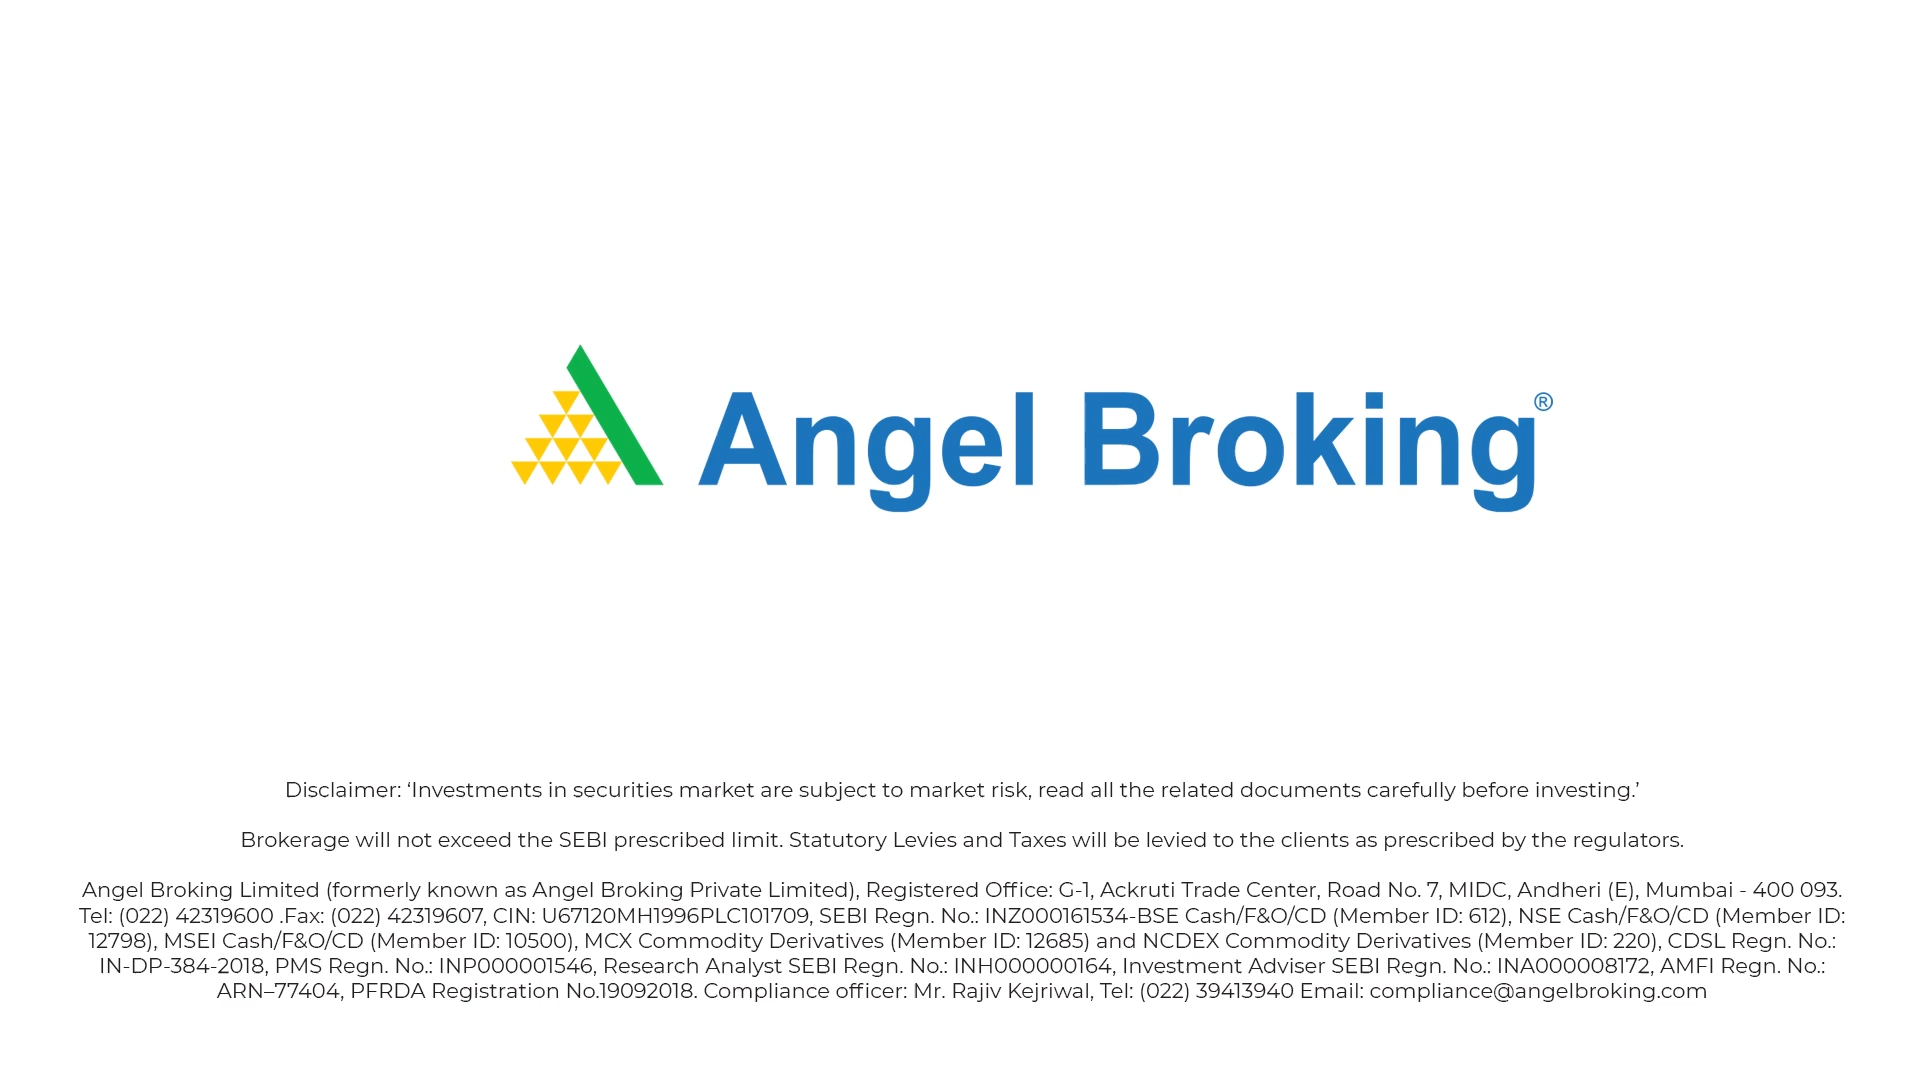 Angel Broking®
Disclaimer: ‘Investments in securities market are subject to market risk, read all the related documents carefully before investing.’
Brokerage will not exceed the SEBI prescribed limit. Statutory Levies and Taxes will be levied to the clients as prescribed by the regulators.
Angel Broking Limited (formerly known as Angel Broking Private Limited), Registered Office: G-1, Ackruti Trade Center, Road No. 7, MIDC, Andheri (E), Mumbai - 400 093.
Tel: (022) 42319600 .Fax: (022) 42319607, CIN: U67120MH1996PLC101709, SEBI Regn. No.: INZ000161534-BSE Cash/F&O/CD (Member ID: 612), NSE Cash/F&O/CD (Member ID:
12798), MSEI Cash/F&O/CD (Member ID: 10500), MCX Commodity Derivatives (Member ID: 12685) and NCDEX Commodity Derivatives (Member ID: 220), CDSL Regn. No.:
IN-DP-384-2018, PMS Regn. No.: INP000001546, Research Analyst SEBI Regn. No.: INH000000164, Investment Adviser SEBI Regn. No.: INA000008172, AMFI Regn. No.:
ARN–77404, PFRDA Registration No.19092018. Compliance officer: Mr. Rajiv Kejriwal, Tel: (022) 39413940 Email: compliance@angelbroking.com